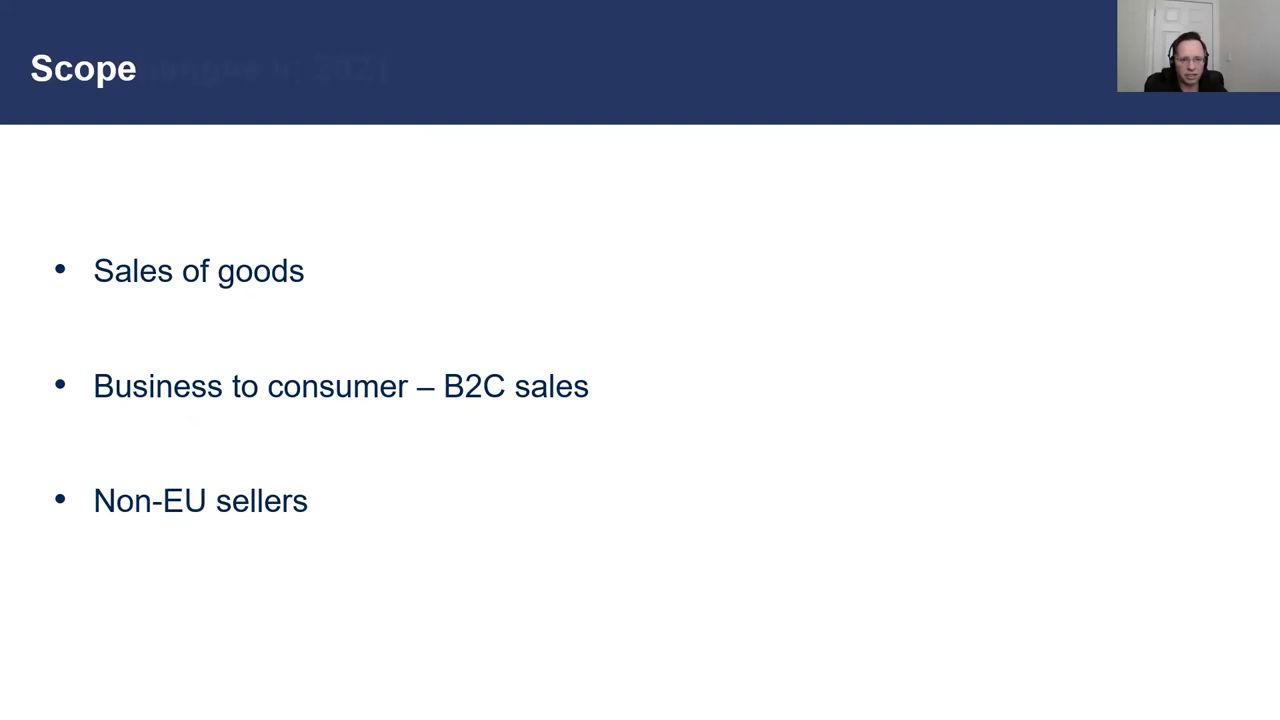 Scope
• Sales of goods
• Business to consumer – B2C sales
• Non-EU sellers